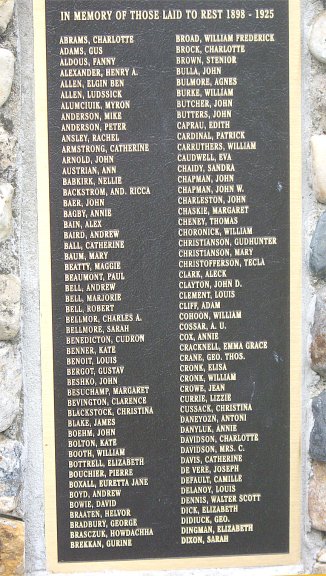 IN MEMORY OF THOSE LAID TO REST 1898 - 1925
ABRAMS, CHARLOTTE
ADAMS, GUS
ALDOUS, FANNY
ALEXANDER, HENRY A.
ALLEN, ELGIN BEN
ALLEN, LUDSSICK
ALUMCIUIK, MYRON
ANDERSON, MIKE
ANDERSON, PETER
ANSLEY, RACHEL
ARMSTRONG, CATHERINE
ARNOLD, JOHN
AUSTRIAN, ANN
BABKIRK, NELLIE
BACKSTROM, AND. RICCA
BAER, JOHN
BAGBY, ANNIE
BAIN, ALEX
BAIRD, ANDREW
BALL, CATHERINE
BAUM, MARY
BEATTY, MAGGIE
BEAUMONT, PAUL
BELL, ANDREW
BELL, MARJORIE
BELL, ROBERT
BELLMOR, CHARLES A.
BELLMORE, SARAH
BENEDICTON, CUDRON
BENNER, KATE
BENOIT, LOUIS
BERGOT, GUSTAV
BESHKO, JOHN
BESUCHAMP, MARGARET
BEVINGTON, CLARENCE
BLACKSTOCK, CHRISTINA
BLAKE, JAMES
BOEHM, JOHN
BOLTON, KATE
BOOTH, WILLIAM
BOTTRELL, ELIZABETH
BOUCHIER, PIERRE
BOXALL, EURETTA JANE
BOYD, ANDREW
BOWIE, DAVID
BRAATEN, HELVOR
BRADBURY, GEORGE
BRASCZUK, HOWDACHHA
BREKKAN, GURINE
BROAD, WILLIAM FREDERICK
BROCK, CHARLOTTE
BROWN, STENIOR
BULLA, JOHN
BULMORE, AGNES
BURKE, WILLIAM
BUTCHER, JOHN
BUTTERS, JOHN
CAPRAU, EDITH
CARDINAL, PATRICK
CARRUTHERS, WILLIAM
CAUDWELL, EVA
CHAIDY, SANDRA
CHAPMAN, JOHN
CHAPMAN, JOHN W.
CHARLESTON, JOHN
CHASKIE, MARGARET
CHENEY, THOMAS
CHORONICK, WILLIAM
CHRISTIANSON, GUDHUNTER
CHRISTIANSON, MARY
CHRISTOFFERSON, TECLA
CLARK, ALECK
CLAYTON, JOHN D.
CLEMENT, LOUIS
CLIFF, ADAM
COHOON, WILLIAM
COSSAR, A. U.
COX, ANNIE
CRACKNELL, EMMA GRACE
CRANE, GEO. THOS.
CRONK, ELISA
CRONK, WILLIAM
CROWE, JEAN
CURRIE, LIZZIE
CUSSACK, CHRISTINA
DANEYOZN, ANTONI
DANYLUK, ANNIE
DAVIDSON, CHARLOTTE
DAVIDSON, MRS. C.
DAVIS, CATHERINE
DE VERE, JOSEPH
DEFAULT, CAMILLE
DELANOY, LOUIS
DENNIS, WALTER SCOTT
DICK, ELIZABETH
DIDIUCK, GEO.
DINGMAN, ELIZABETH
DIXON, SARAH